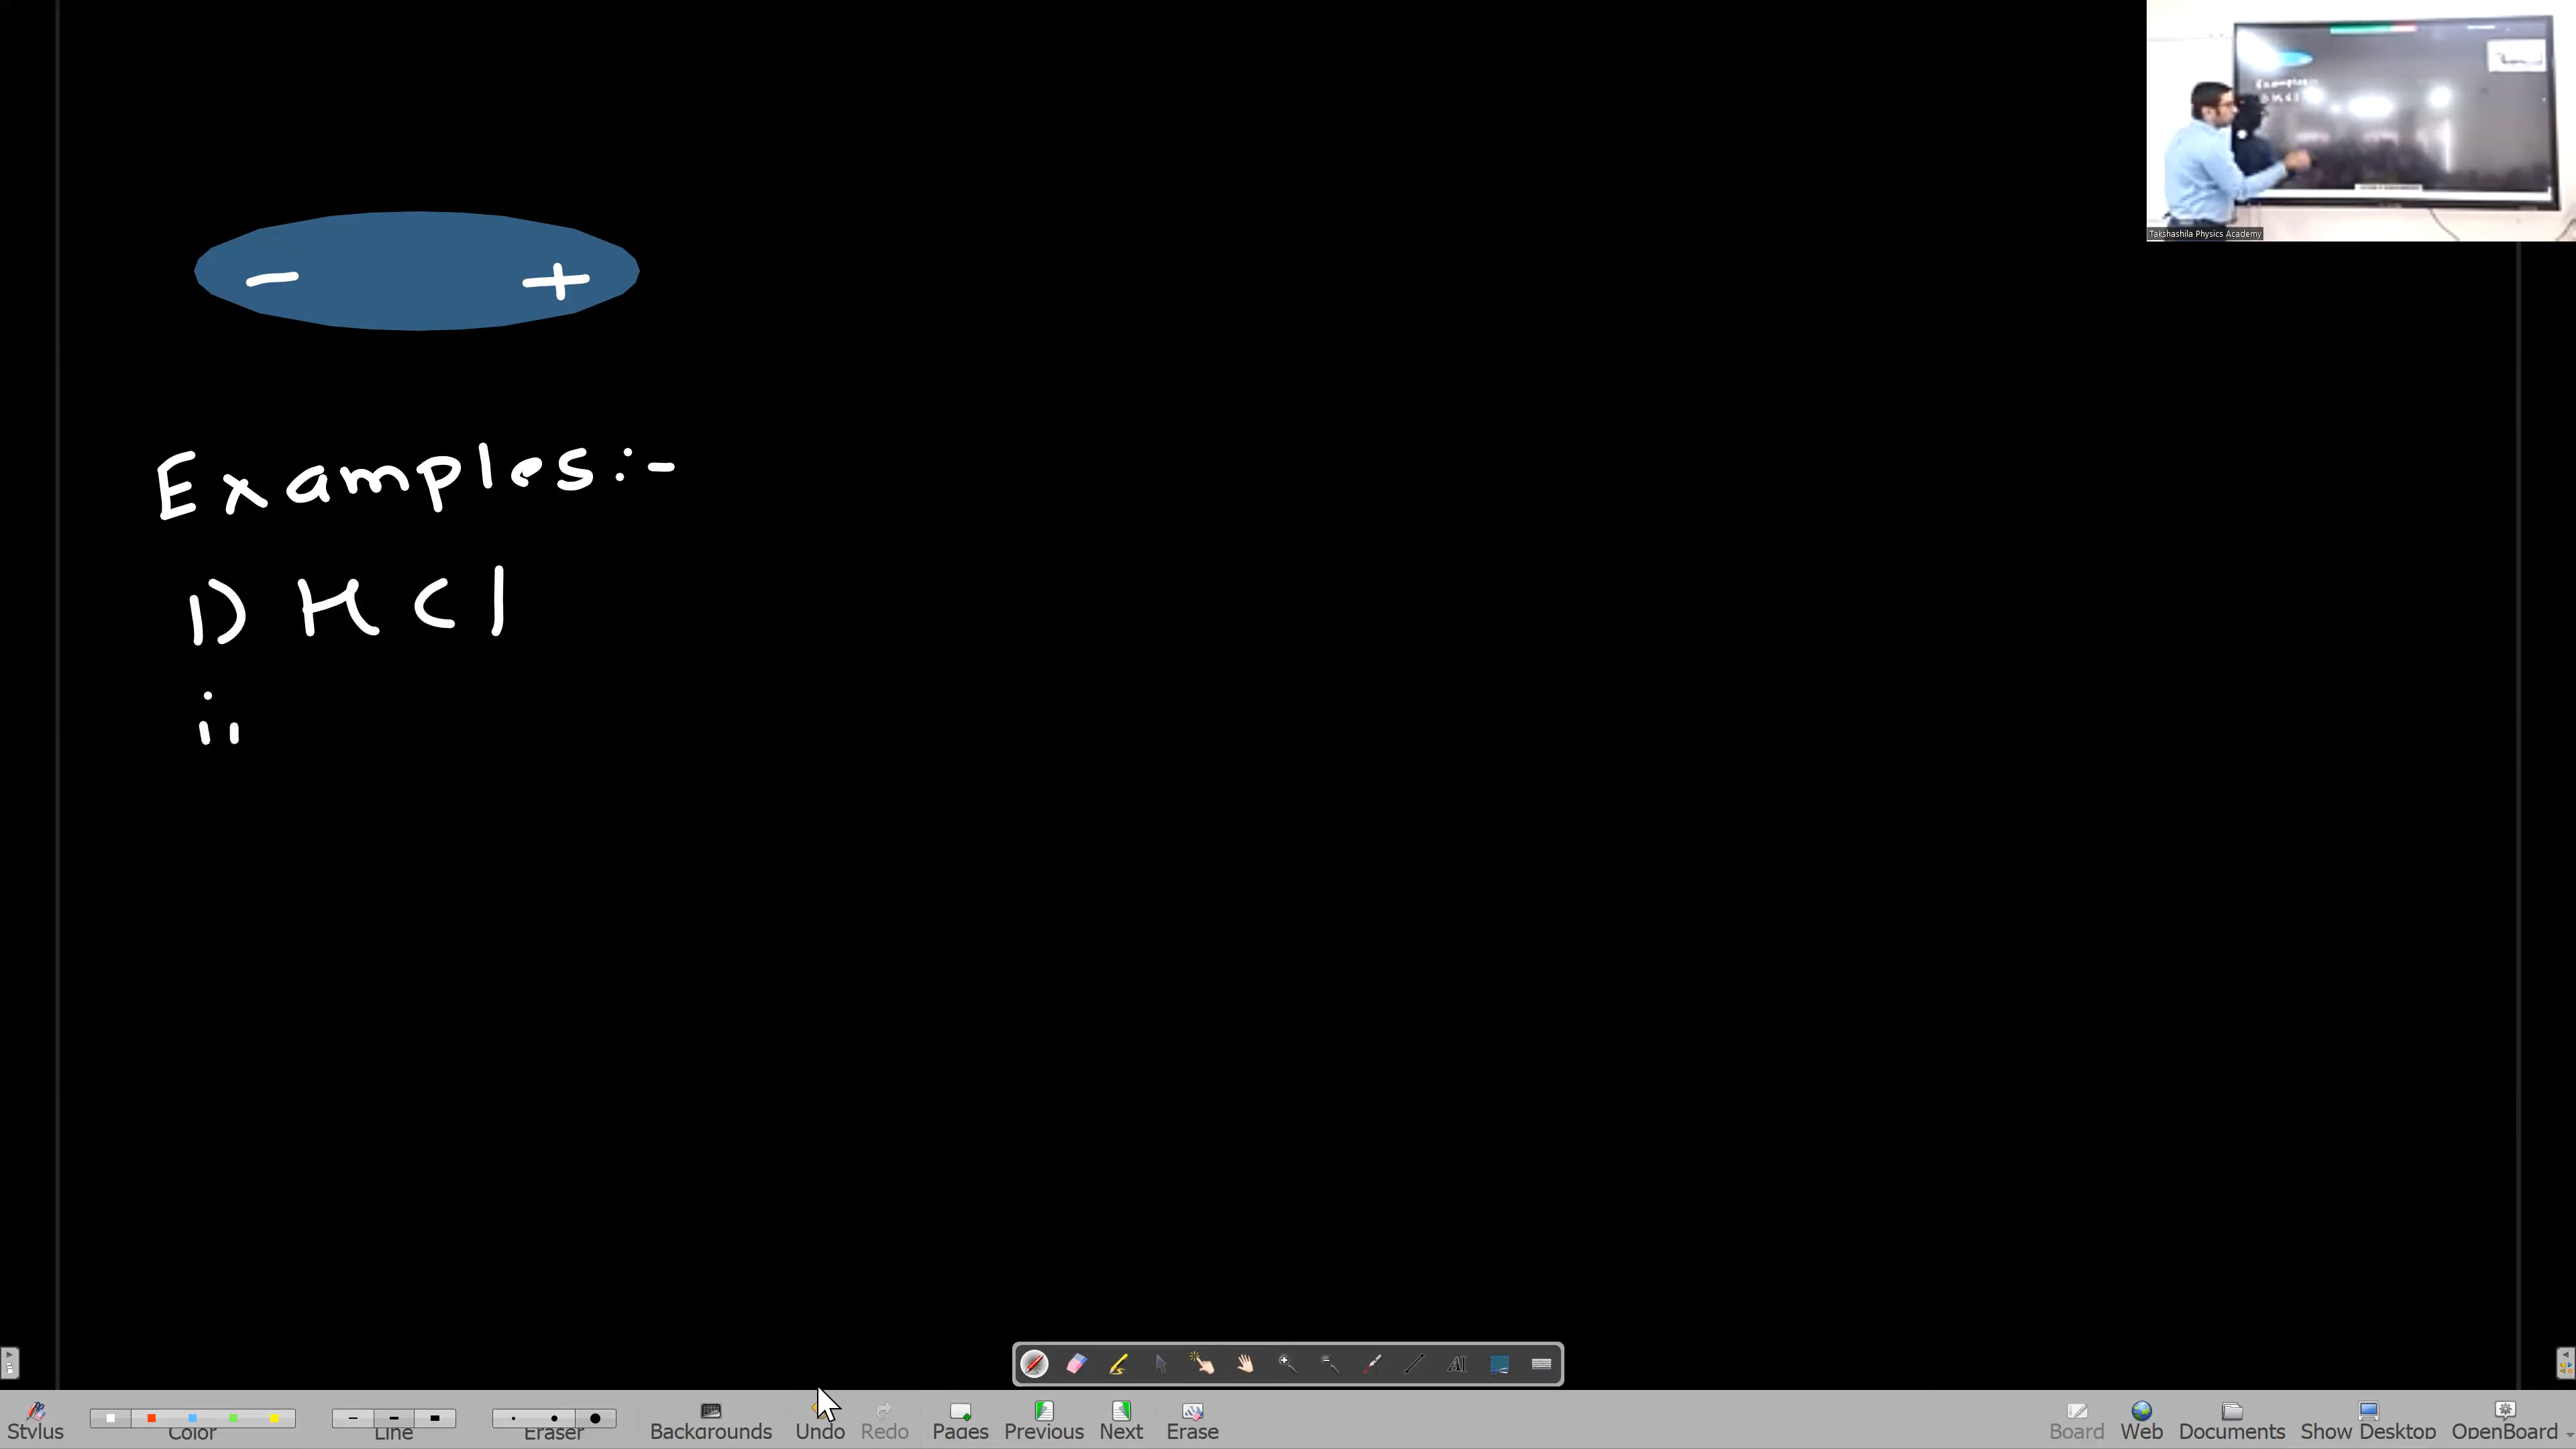 Takshashila Physics Academy
- +
Examples:-
1) HCl
ii
Stylus Color Line Eraser Backgrounds Undo Redo Pages Previous Next Erase Board Web Documents Show Desktop OpenBoard